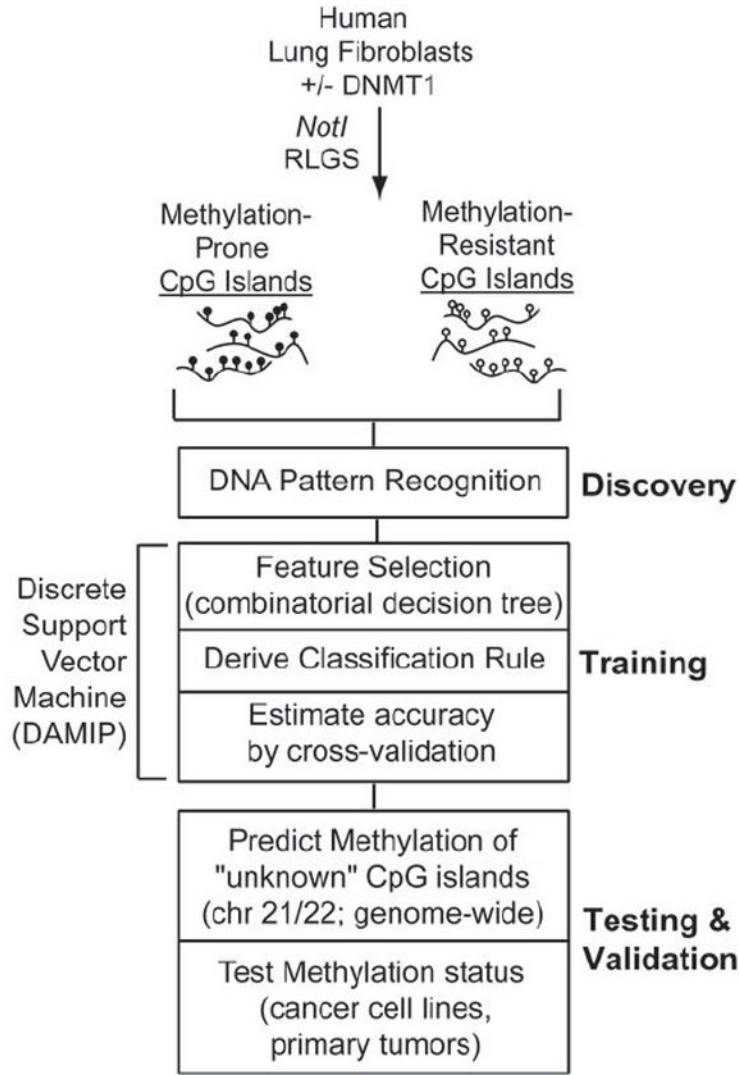 Human
Lung Fibroblasts
+/- DNMT1
NotI
RLGS
Methylation-
Prone
CpG Islands
Methylation-
Resistant
CpG Islands
DNA Pattern Recognition
Discovery
Discrete
Support
Vector
Machine
(DAMIP)
Feature Selection
(combinatorial decision tree)
Derive Classification Rule
Estimate accuracy
by cross-validation
Training
Predict Methylation of
"unknown" CpG islands
(chr 21/22; genome-wide)
Test Methylation status
(cancer cell lines,
primary tumors)
Testing &
Validation